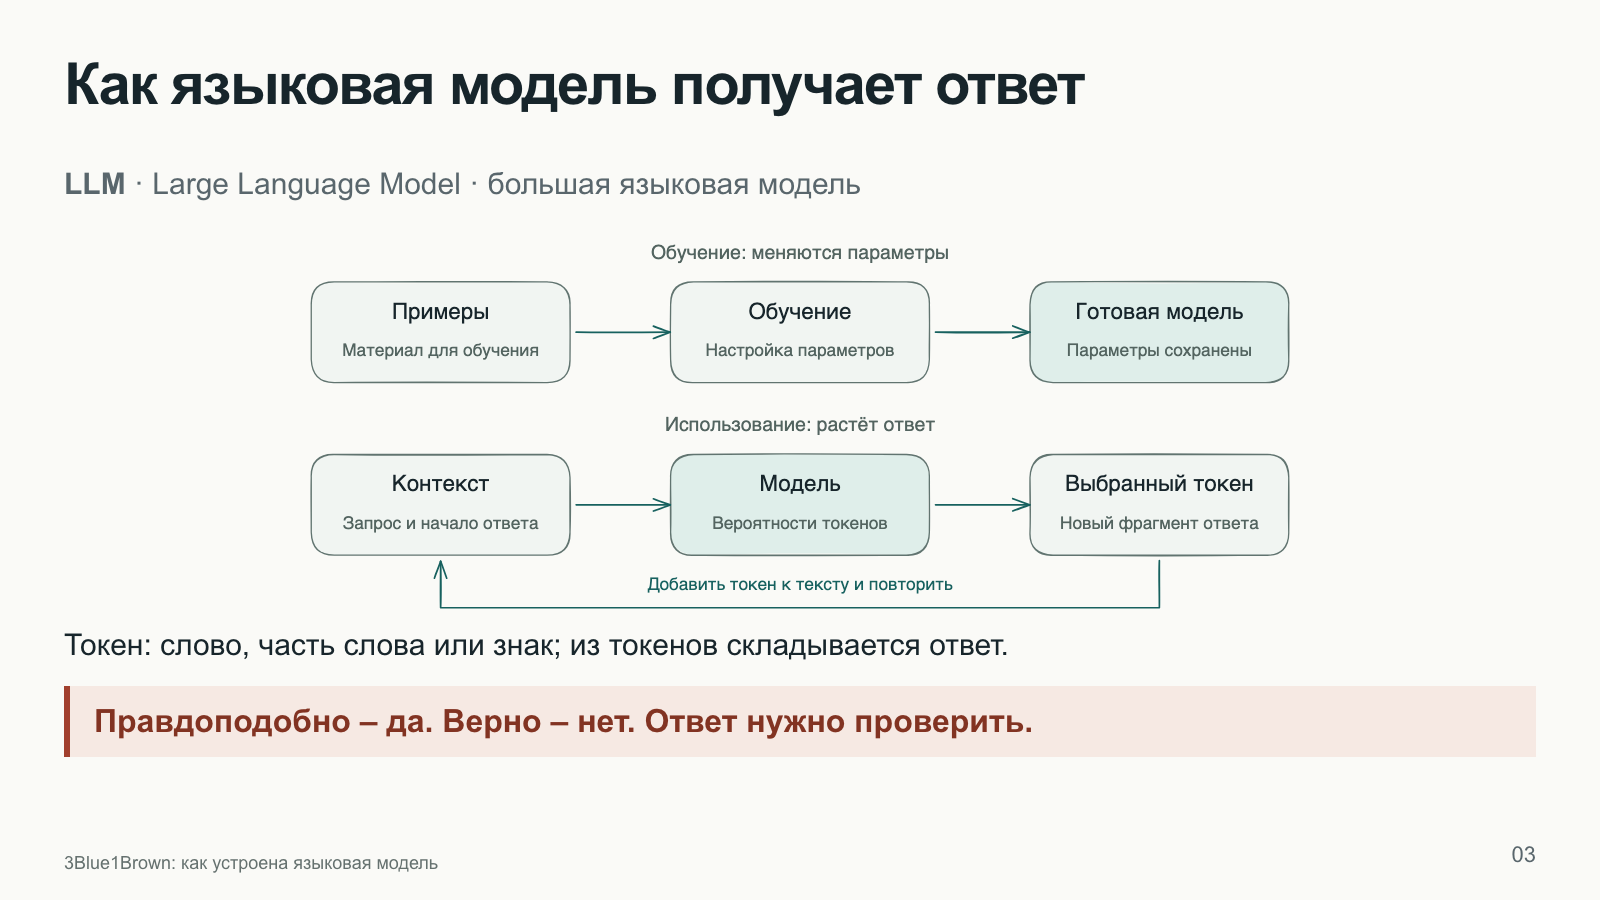 Как языковая модель получает ответ
LLM · Large Language Model · большая языковая модель
Обучение: меняются параметры
Примеры
Материал для обучения
Обучение
Настройка параметров
Готовая модель
Параметры сохранены
Использование: растёт ответ
Контекст
Запрос и начало ответа
Модель
Вероятности токенов
Выбранный токен
Новый фрагмент ответа
Добавить токен к тексту и повторить
Токен: слово, часть слова или знак; из токенов складывается ответ.
Правдоподобно – да. Верно – нет. Ответ нужно проверить.
3Blue1Brown: как устроена языковая модель
03